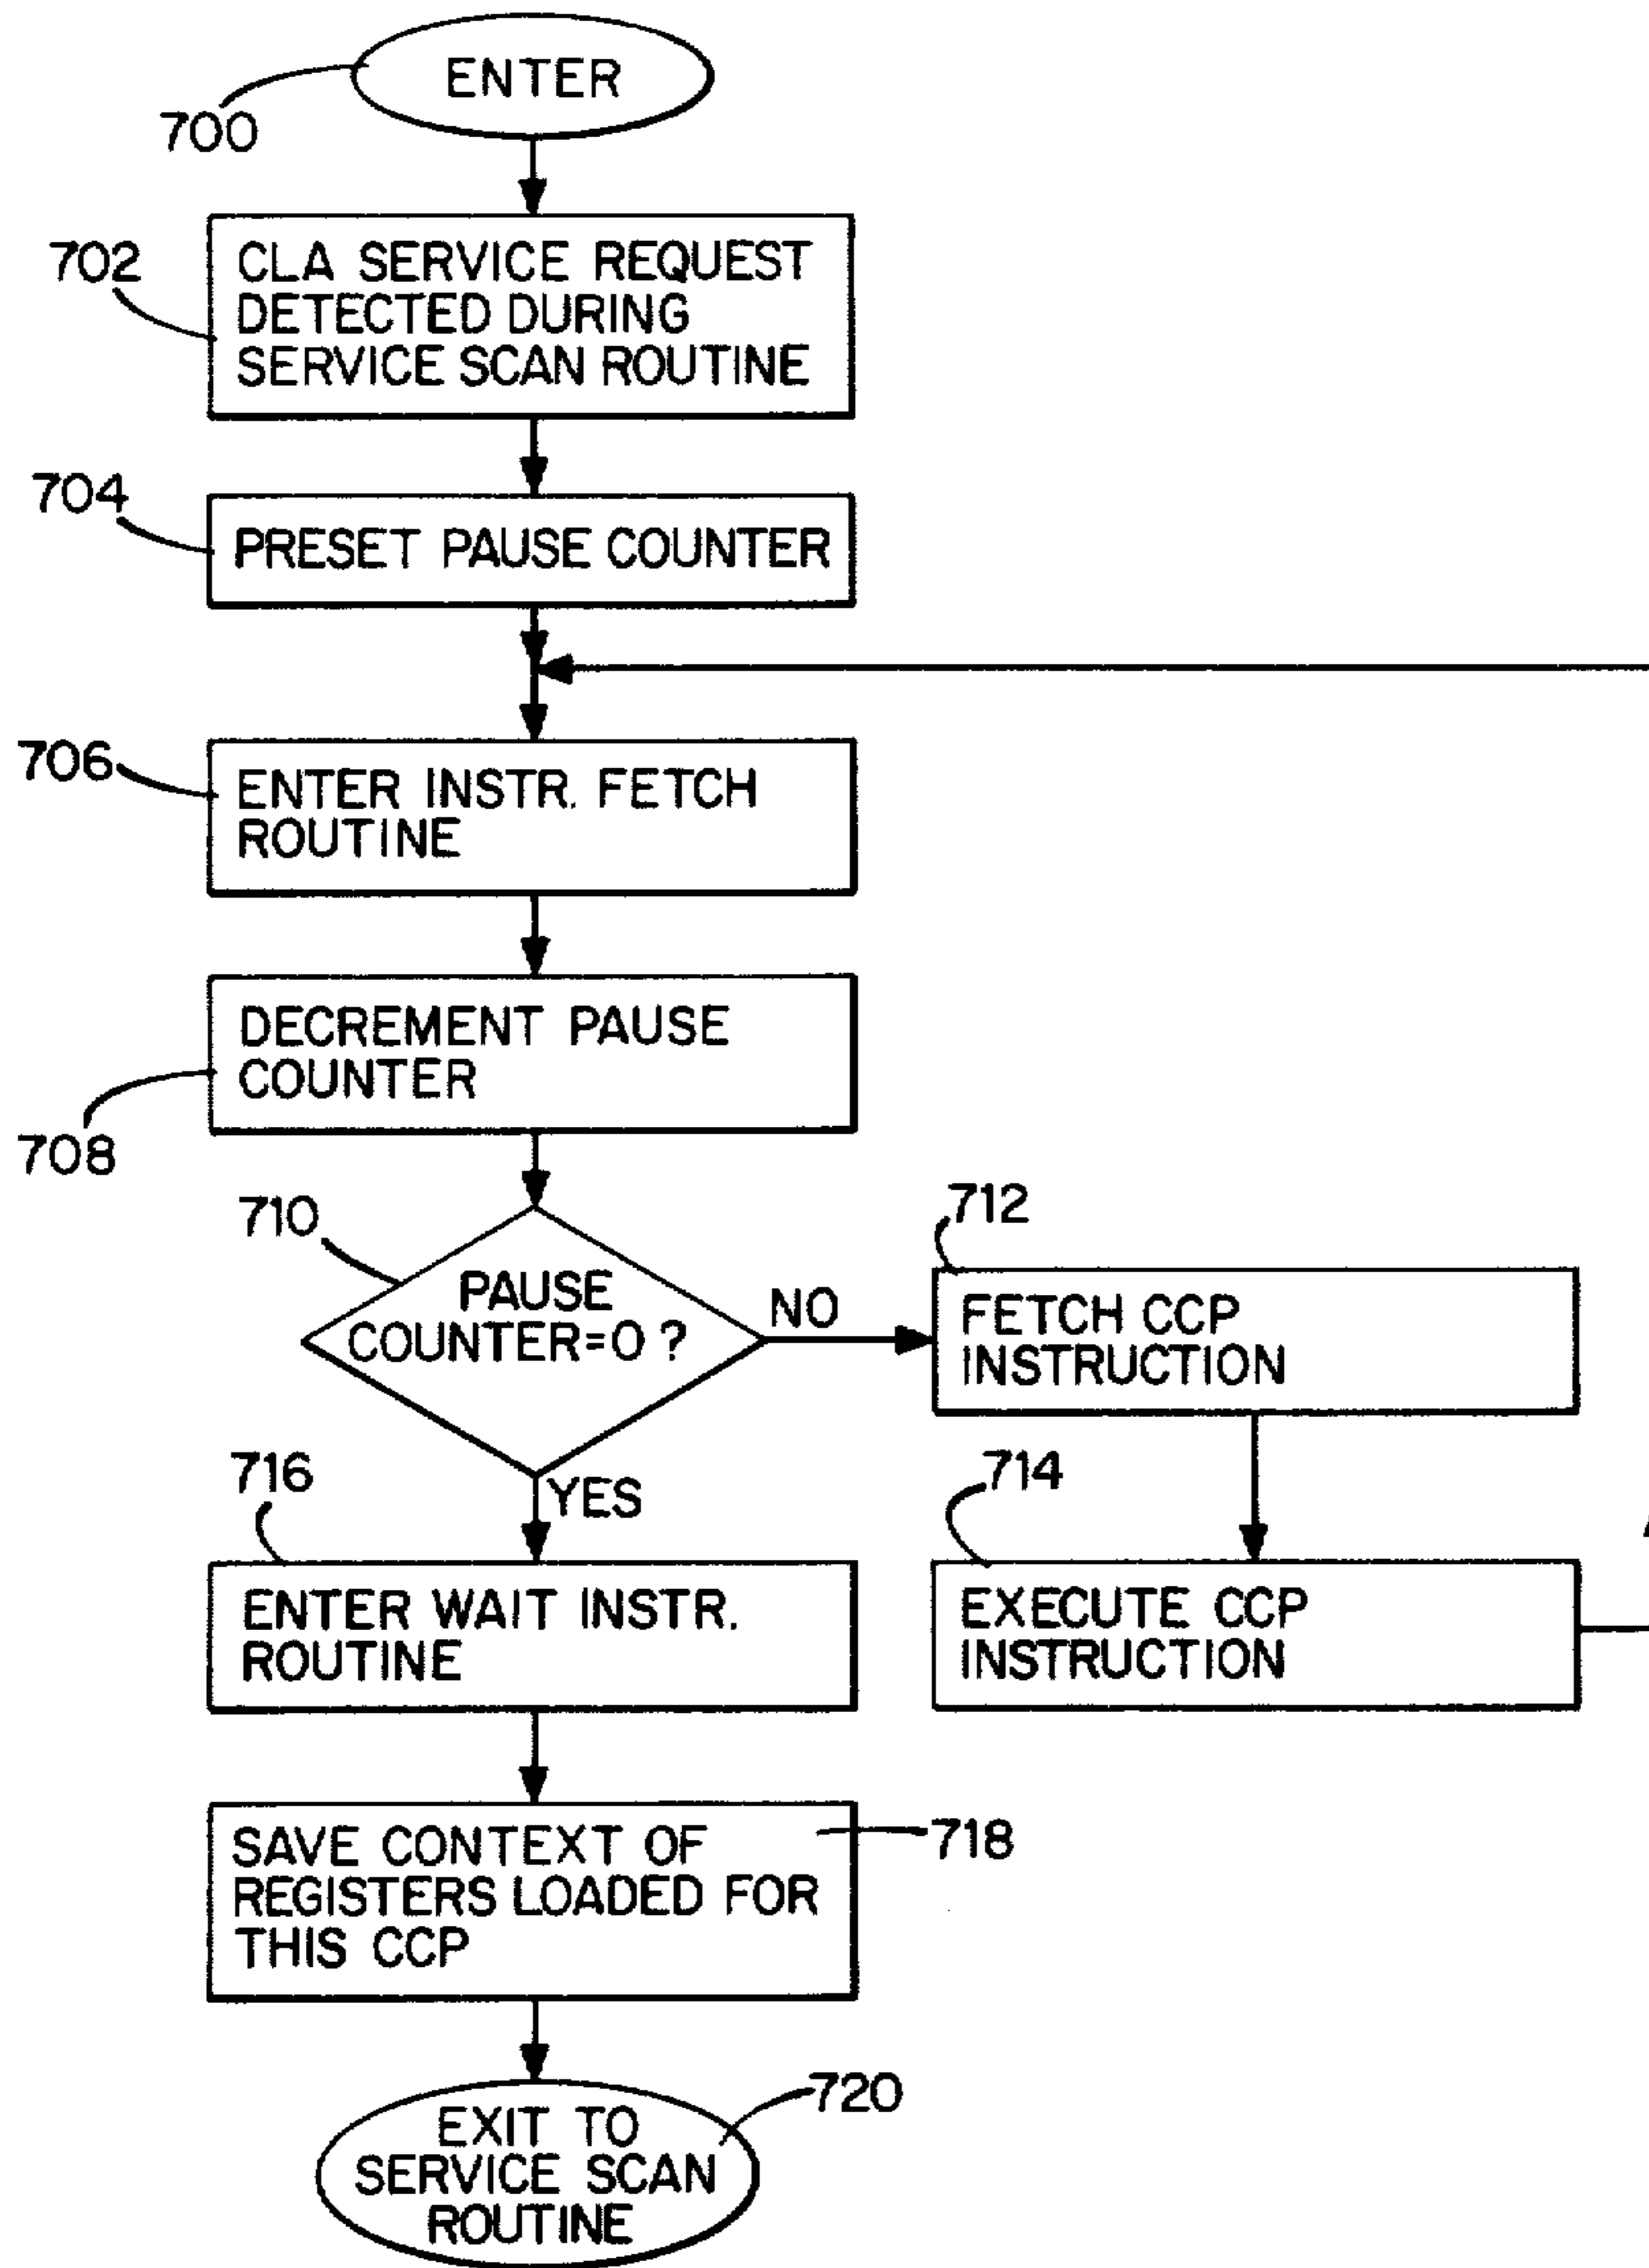 ENTER
700
702
CLA SERVICE REQUEST
DETECTED DURING
SERVICE SCAN ROUTINE
704
PRESET PAUSE COUNTER
706
ENTER INSTR. FETCH
ROUTINE
DECREMENT PAUSE
COUNTER
708
710
PAUSE
COUNTER=0 ?
NO
712
FETCH CCP
INSTRUCTION
YES
714
EXECUTE CCP
INSTRUCTION
716
ENTER WAIT INSTR.
ROUTINE
718
SAVE CONTEXT OF
REGISTERS LOADED FOR
THIS CCP
720
EXIT TO
SERVICE SCAN
ROUTINE